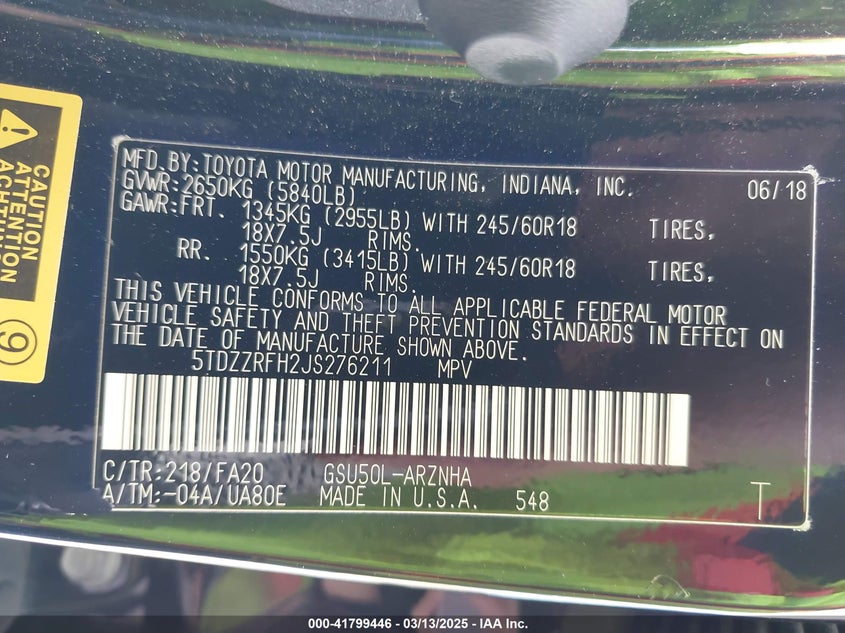 CAUTION
ATTENTION
9
MFD.BY:TOYOTA MOTOR MANUFACTURING, INDIANA, INC. 06/18
GVWR:2650KG (5840LB)
GAWR:FRT. 1345KG (2955LB) WITH 245/60R18 TIRES,
18X7.5J RIMS.
RR. 1550KG (3415LB) WITH 245/60R18 TIRES,
18X7.5J RIMS.
THIS VEHICLE CONFORMS TO ALL APPLICABLE FEDERAL MOTOR
VEHICLE SAFETY AND THEFT PREVENTION STANDARDS IN EFFECT ON
THE DATE OF MANUFACTURE SHOWN ABOVE.
5TDZZRFH2JS276211 MPV
C/TR:218/FA20 GSU50L-ARZNHA
A/TM:-04A/UA80E MADE IN U.S.A. 548 T
000-41799446 - 03/13/2025 - IAA Inc.